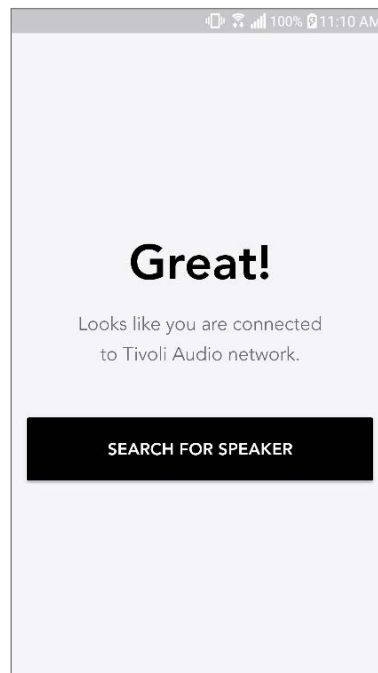 100% 11:10 AM
Great!
Looks like you are connected
to Tivoli Audio network.
SEARCH FOR SPEAKER